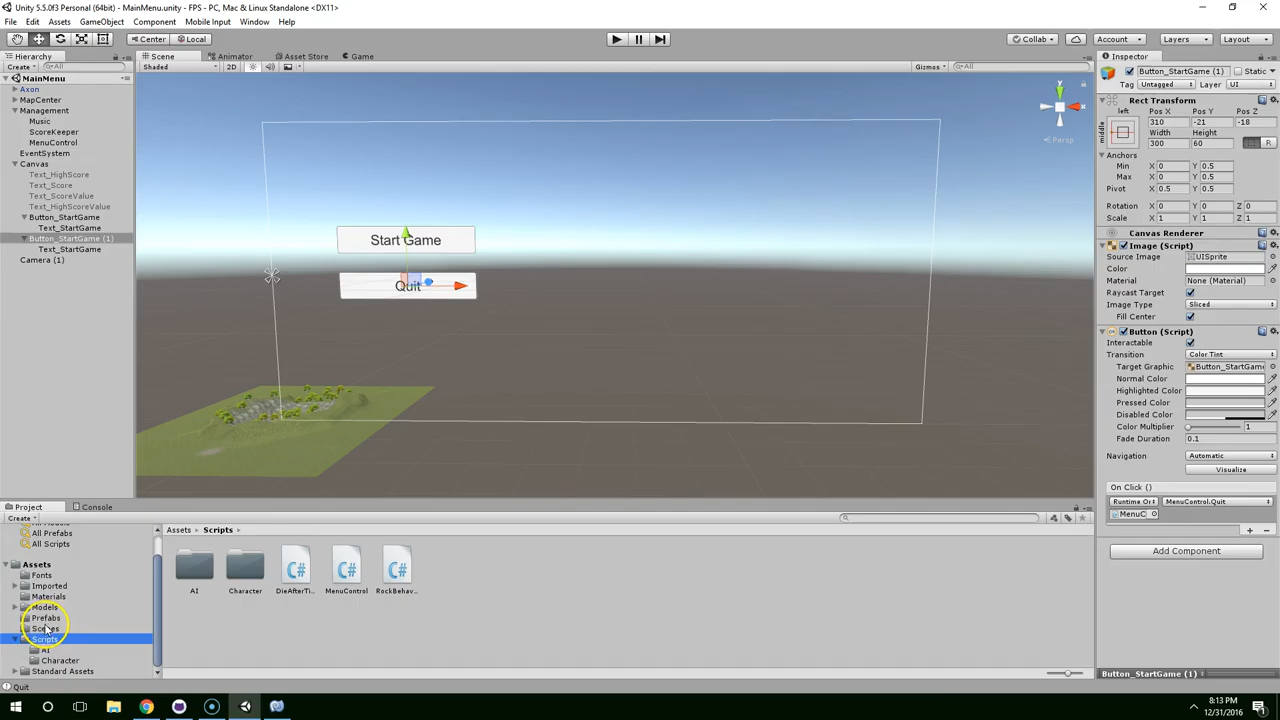 Unity 5.5.0f3 Personal (64bit) - MainMenu.unity - FPS - PC, Mac & Linux Standalone <DX11>
File Edit Assets GameObject Component Mobile Input Window Help
Center Local Collab Account Layers Layout
Hierarchy
Create All
MainMenu
Axon
MapCenter
Management
Music
ScoreKeeper
MenuControl
EventSystem
Canvas
Text_HighScore
Text_Score
Text_ScoreValue
Text_HighScoreValue
Button_StartGame
Text_StartGame
Button_StartGame (1)
Text_StartGame
Camera (1)
Scene Animator Asset Store Game
Shaded 2D Gizmos All
y
Persp
Start Game
Quit
Inspector
Button_StartGame (1) Static
Tag Untagged Layer UI
Rect Transform
left Pos X Pos Y Pos Z
middle 310 -21 -18
Width Height
300 60 R
Anchors
Min X 0 Y 0.5
Max X 0 Y 0.5
Pivot X 0.5 Y 0.5
Rotation X 0 Y 0 Z 0
Scale X 1 Y 1 Z 1
Canvas Renderer
Image (Script)
Source Image UISprite
Color
Material None (Material)
Raycast Target
Image Type Sliced
Fill Center
Button (Script)
Interactable
Transition Color Tint
Target Graphic Button_StartGam
Normal Color
Highlighted Color
Pressed Color
Disabled Color
Color Multiplier 1
Fade Duration 0.1
Navigation Automatic
Visualize
On Click ()
Runtime Or MenuControl.Quit
MenuC
Add Component
Button_StartGame (1)
Project Console
Create
All Prefabs
All Scripts
Assets
Fonts
Imported
Materials
Models
Prefabs
Scripts
AI
Character
Standard Assets
Assets Scripts
C# C# C#
AI Character DieAfterTi... MenuControl RockBehav...
Quit
8:13 PM
12/31/2016
1